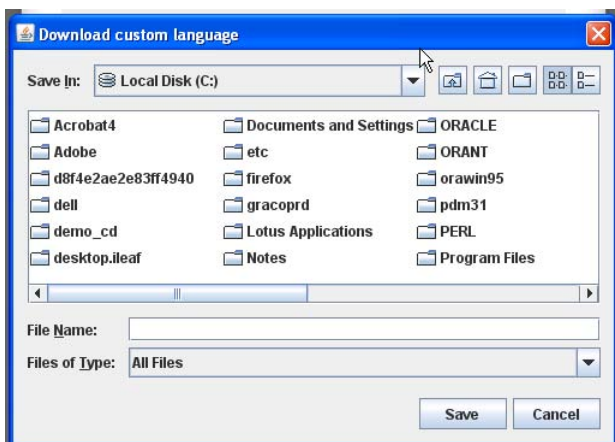 Download custom language
Save In: Local Disk (C:)
Acrobat4 Documents and Settings ORACLE
Adobe etc ORANT
d8f4e2ae2e83ff4940 firefox orawin95
dell gracoprd pdm31
demo_cd Lotus Applications PERL
desktop.ileaf Notes Program Files
File Name:
Files of Type: All Files
Save Cancel